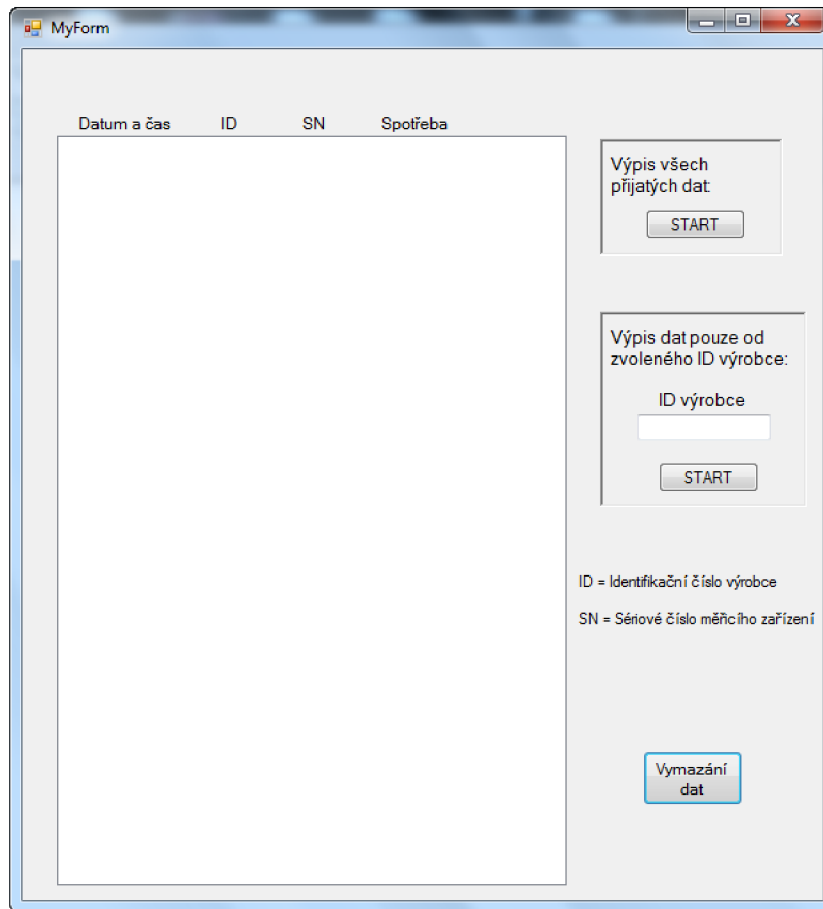 MyForm
Datum a čas ID SN Spotřeba
Výpis všech
přijatých dat:
START
Výpis dat pouze od
zvoleného ID výrobce:
ID výrobce
START
ID = Identifikační číslo výrobce
SN = Sériové číslo měřicího zařízení
Vymazání
dat